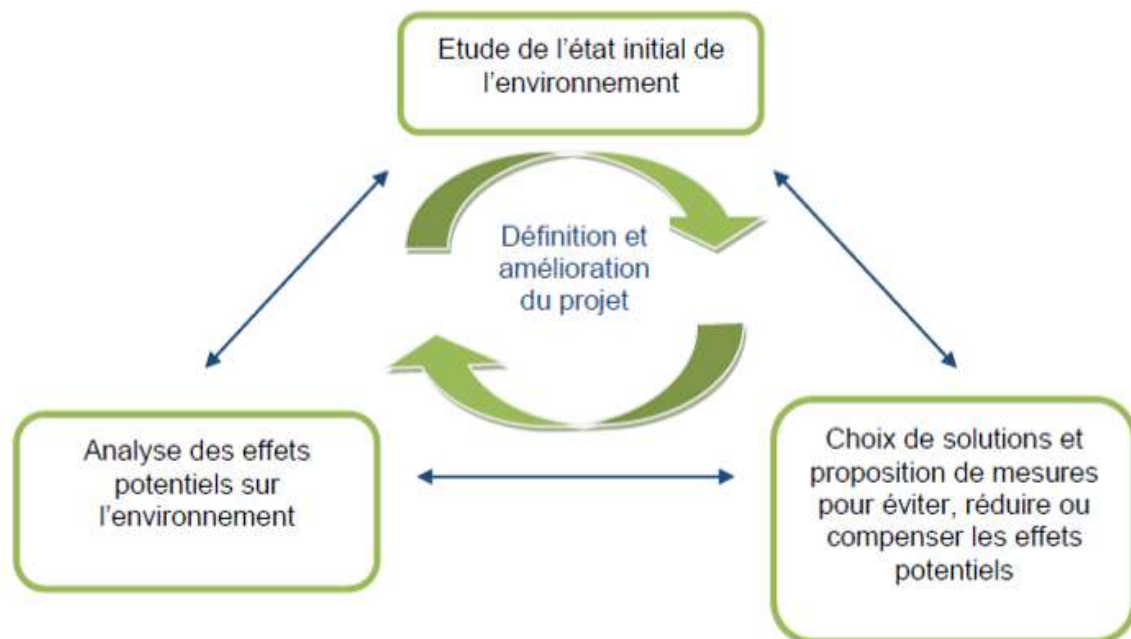 Etude de l'état initial de
l'environnement
Définition et
amélioration
du projet
Analyse des effets
potentiels sur
l'environnement
Choix de solutions et
proposition de mesures
pour éviter, réduire ou
compenser les effets
potentiels